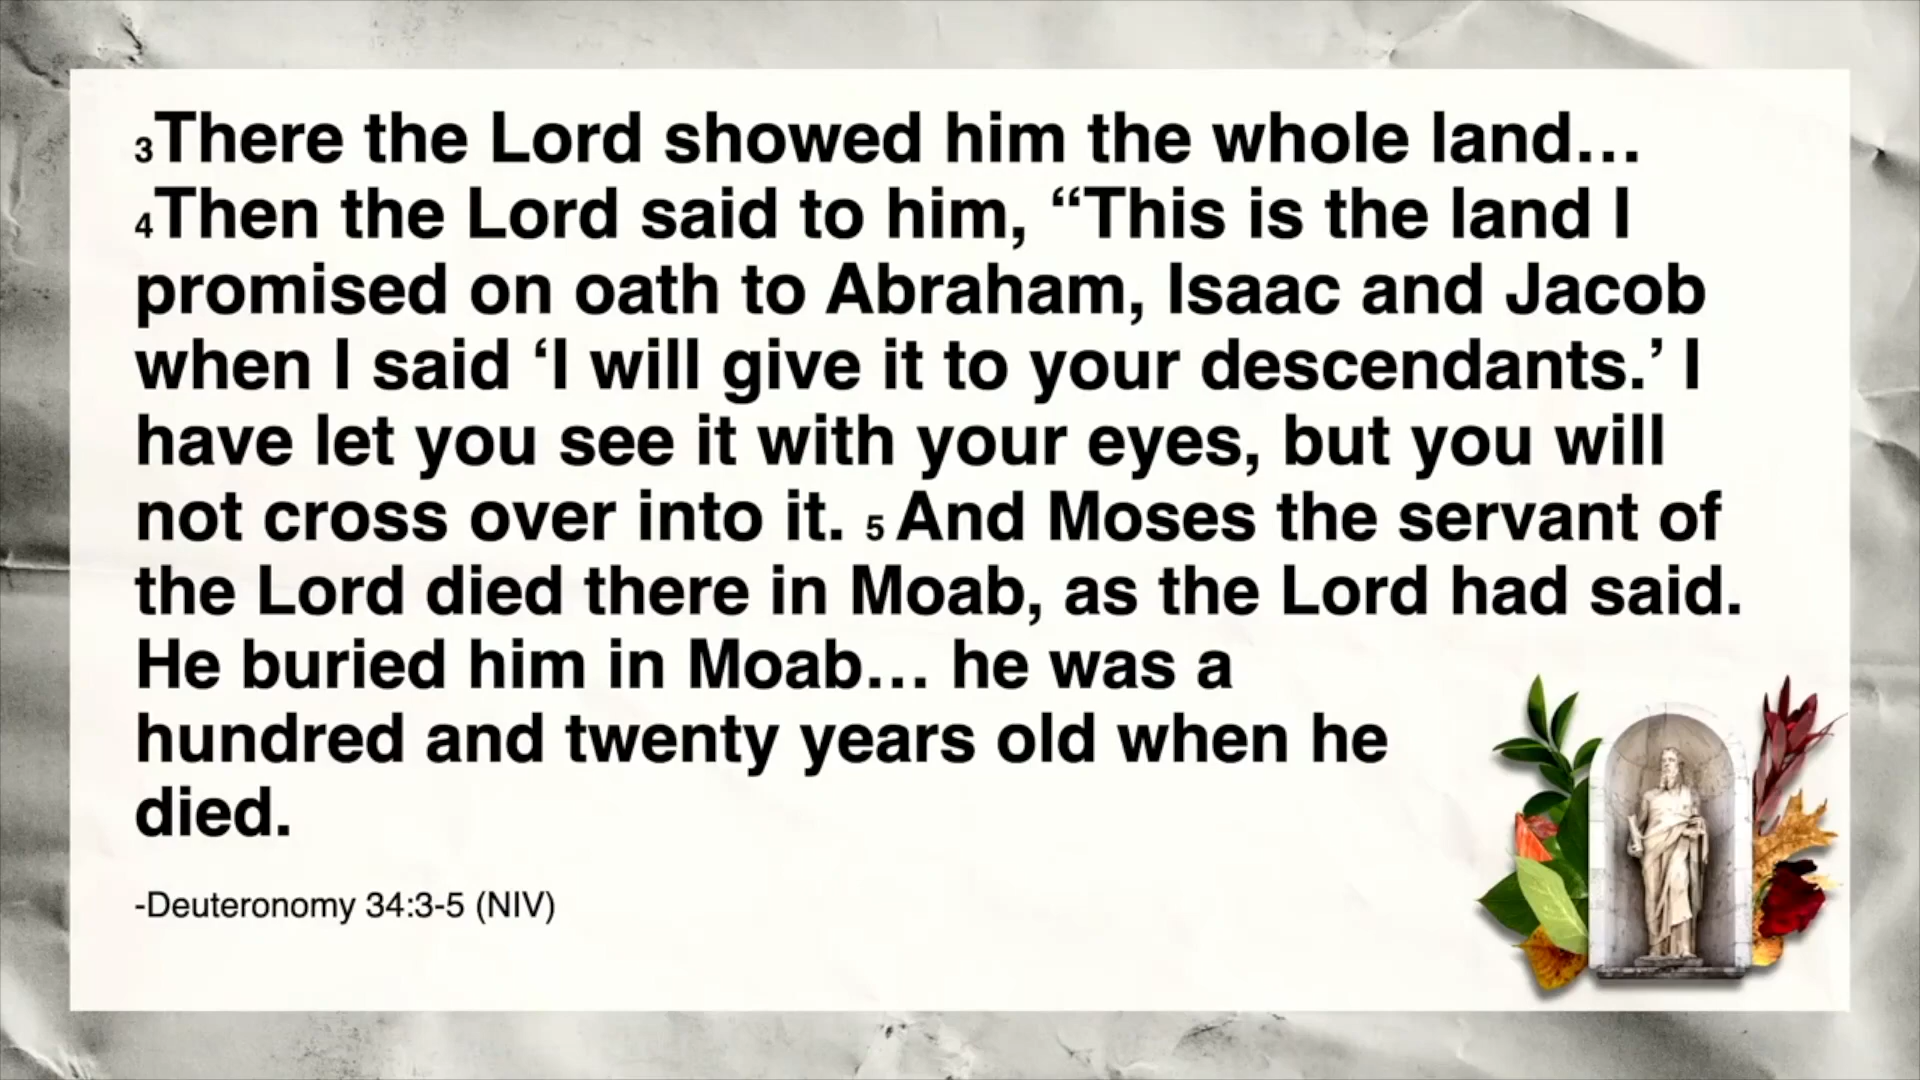 3There the Lord showed him the whole land…
4Then the Lord said to him, “This is the land I
promised on oath to Abraham, Isaac and Jacob
when I said ‘I will give it to your descendants.’ I
have let you see it with your eyes, but you will
not cross over into it. 5 And Moses the servant of
the Lord died there in Moab, as the Lord had said.
He buried him in Moab… he was a
hundred and twenty years old when he
died.
-Deuteronomy 34:3-5 (NIV)